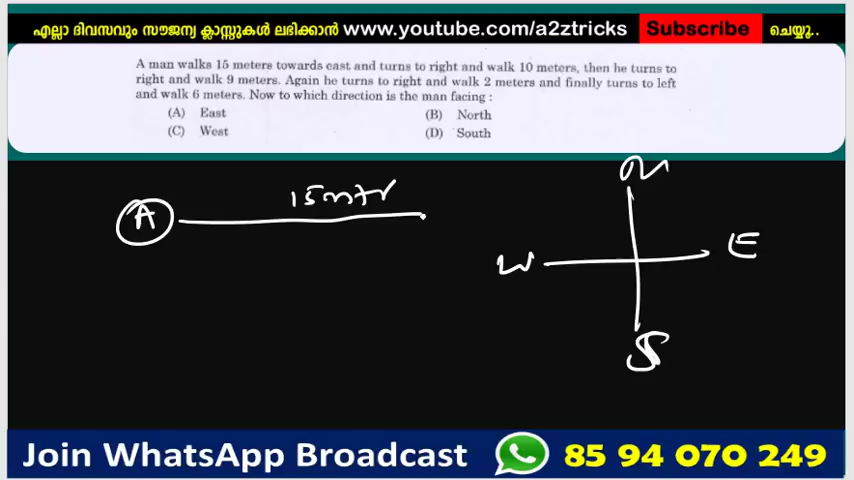 എല്ലാ ദിവസവും സൗജന്യ ക്ലാസ്സുകൾ ലഭിക്കാൻ www.youtube.com/a2ztricks Subscribe ചെയ്യൂ..
A man walks 15 meters towards east and turns to right and walk 10 meters, then he turns to
right and walk 9 meters. Again he turns to right and walk 2 meters and finally turns to left
and walk 6 meters. Now to which direction is the man facing :
(A) East (B) North
(C) West (D) South
N
15mtr
A
W E
S
Join WhatsApp Broadcast 85 94 070 249